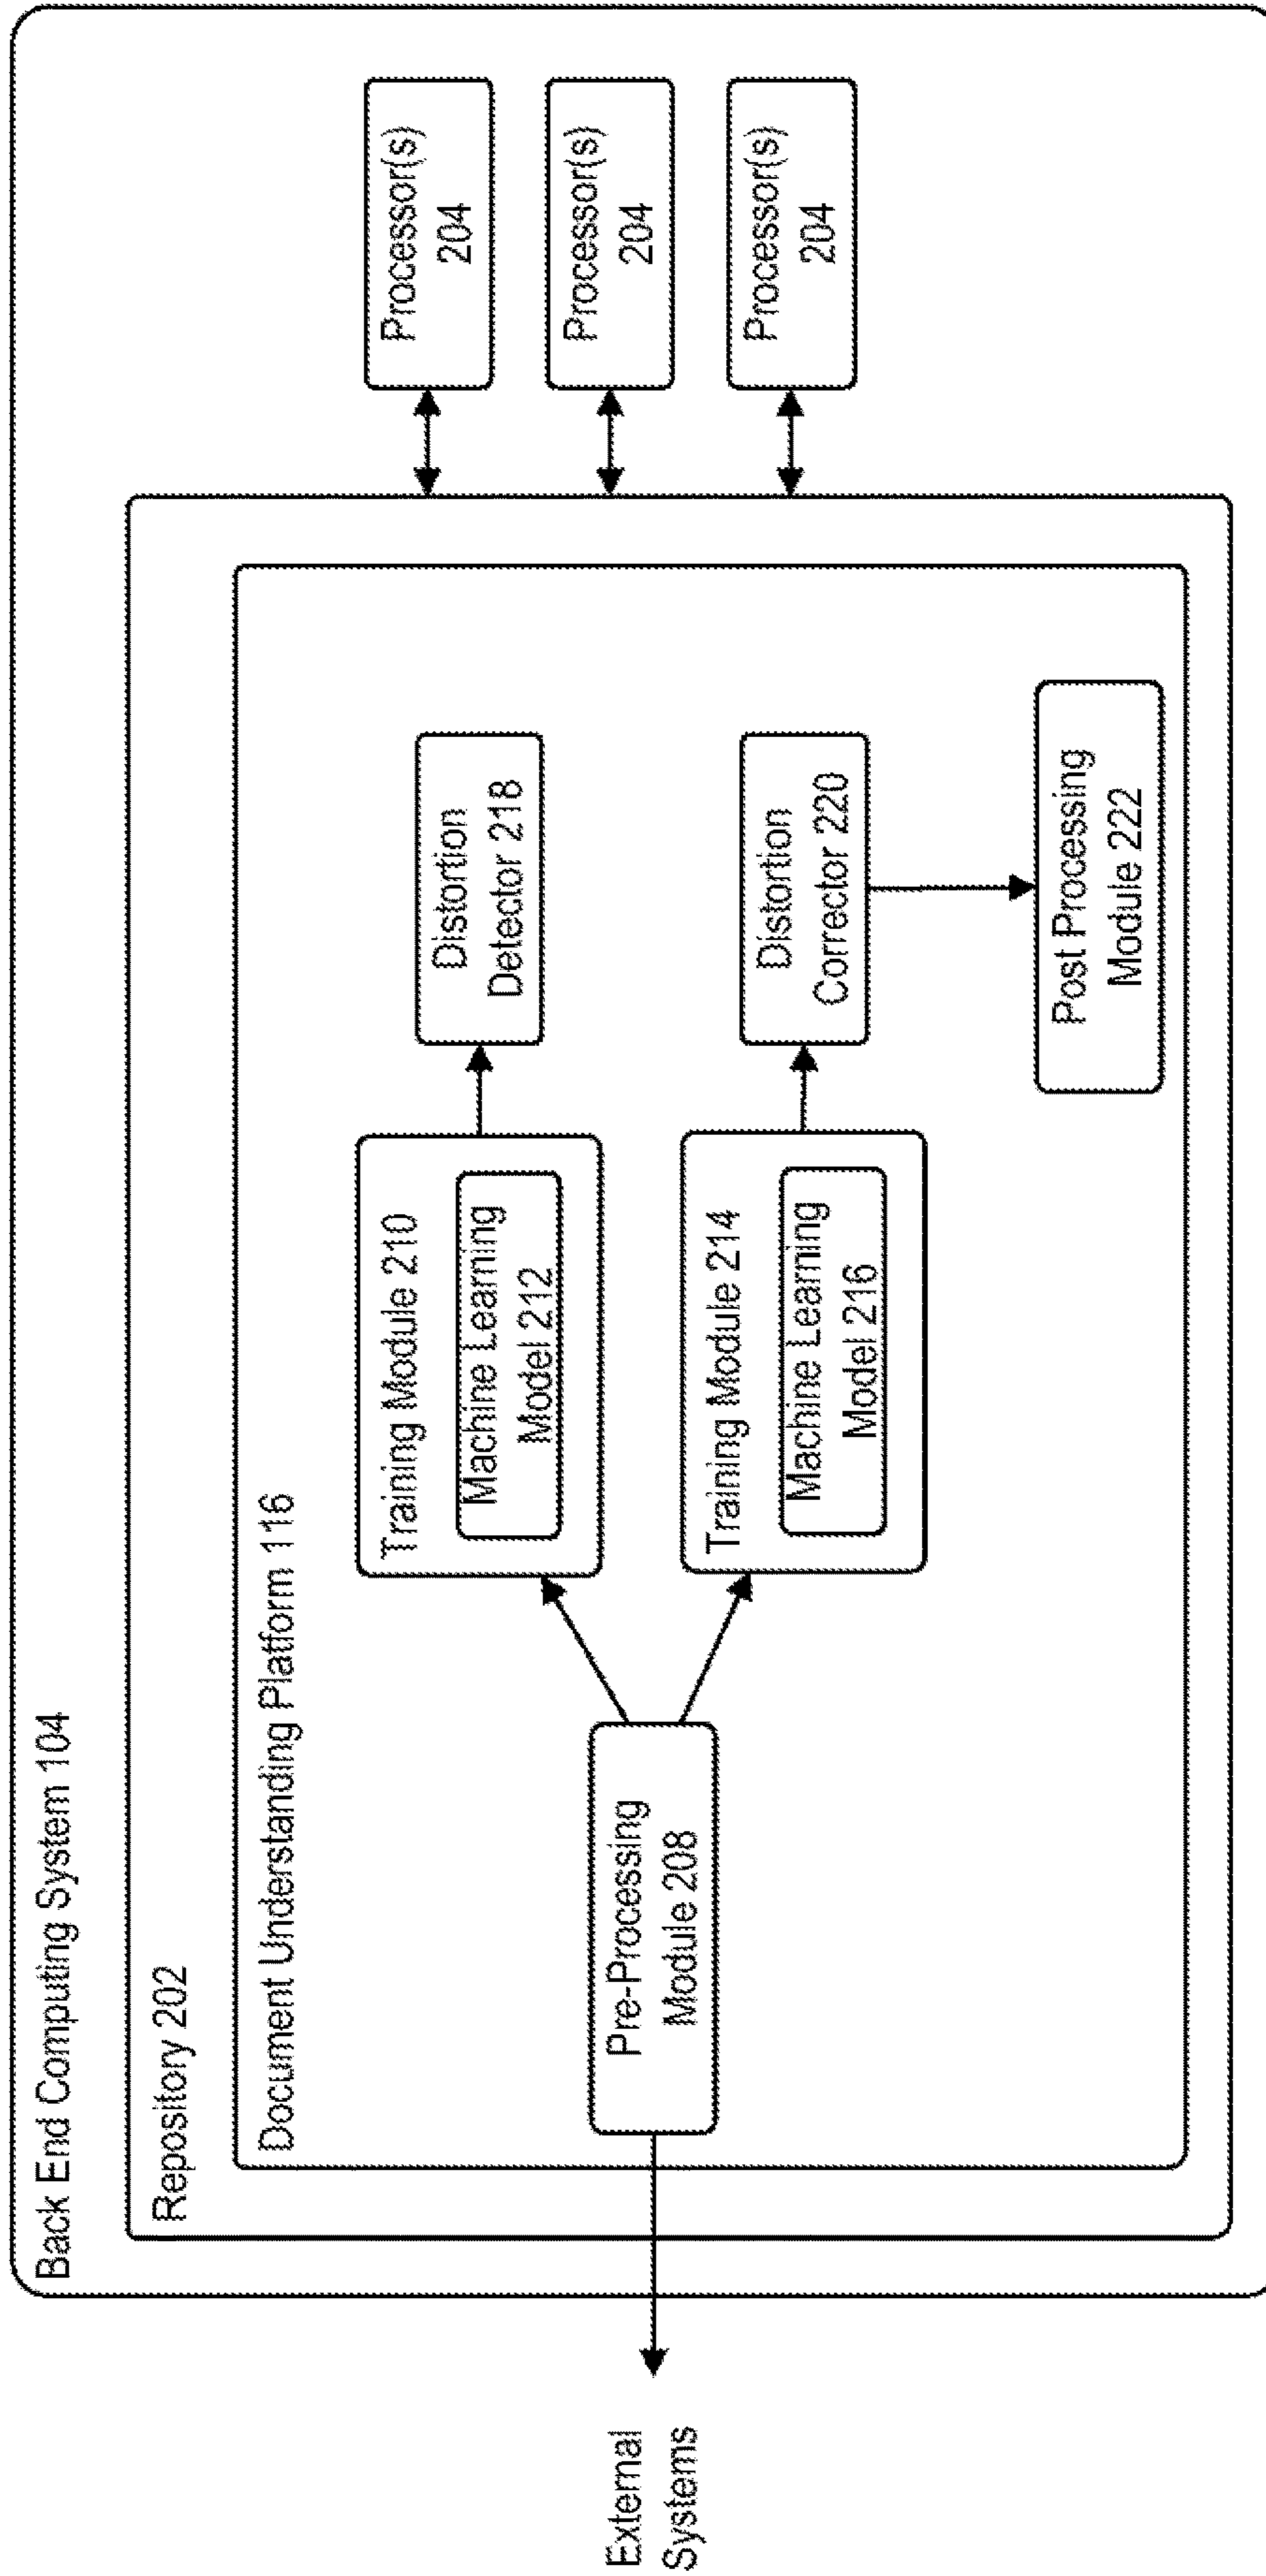 Back End Computing System 104
Repository 202
Document Understanding Platform 116
External
Systems
Pre-Processing
Module 208
Training Module 210
Machine Learning
Model 212
Training Module 214
Machine Learning
Model 216
Distortion
Detector 218
Distortion
Corrector 220
Post Processing
Module 222
Processor(s)
204
Processor(s)
204
Processor(s)
204